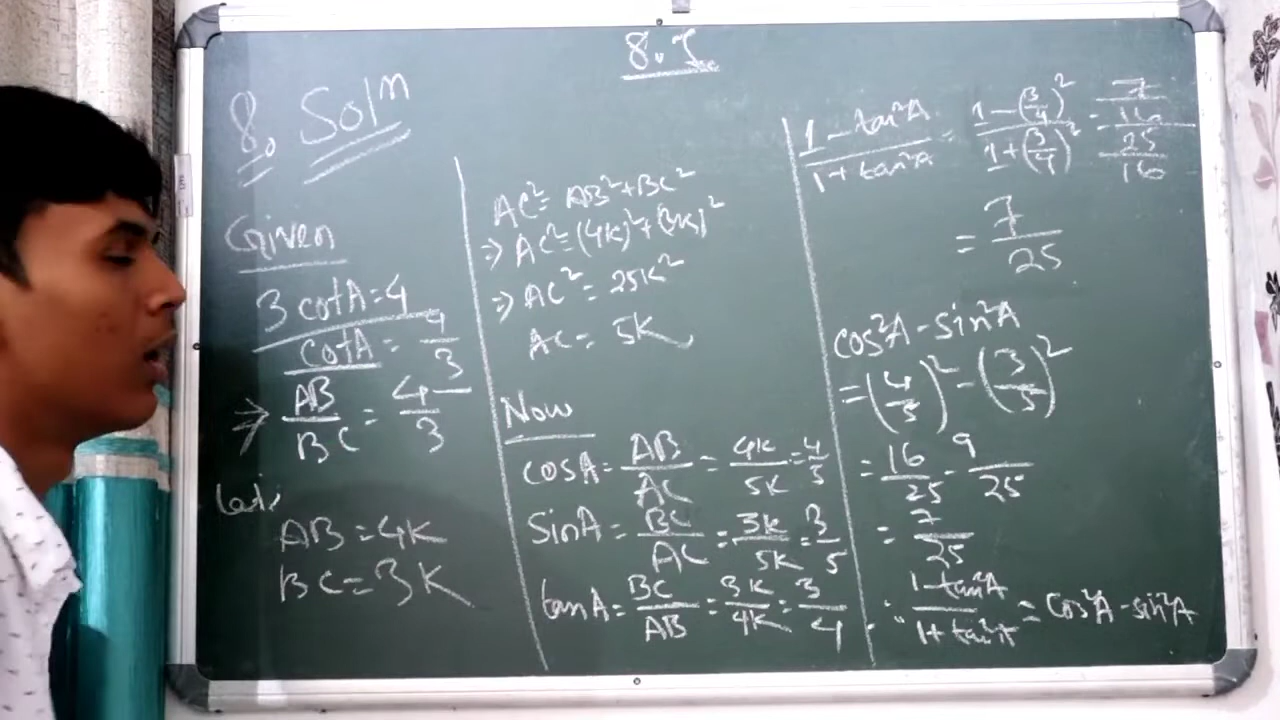 8.1
8. Solⁿ
Given
3 cotA = 4
cotA = 4/3
⇒ AB/BC = 4/3
Let,
AB = 4K
BC = 3K
AC² = AB² + BC²
⇒ AC² = (4K)² + (3K)²
⇒ AC² = 25K²
AC = 5K
Now
cosA = AB/AC = 4K/5K = 4/5
SinA = BC/AC = 3K/5K = 3/5
tanA = BC/AB = 3K/4K = 3/4
(1 - tan²A)/(1 + tan²A) = (1 - (3/4)²)/(1 + (3/4)²) = (7/16)/(25/16)
= 7/25
cos²A - sin²A
= (4/5)² - (3/5)²
= 16/25 - 9/25
= 7/25
∴ (1 - tan²A)/(1 + tan²A) = Cos²A - sin²A